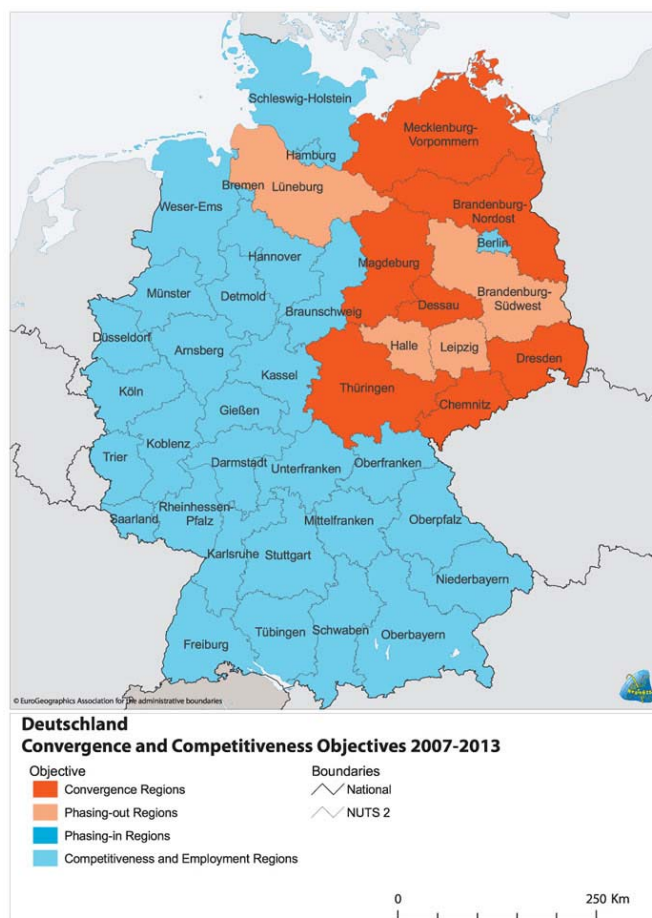 Schleswig-Holstein
Mecklenburg-
Vorpommern
Hamburg
Bremen
Lüneburg
Weser-Ems
Brandenburg-
Nordost
Berlin
Hannover
Magdeburg
Münster
Detmold
Braunschweig
Dessau
Brandenburg-
Südwest
Düsseldorf
Arnsberg
Halle
Leipzig
Dresden
Kassel
Köln
Thüringen
Gießen
Chemnitz
Koblenz
Trier
Darmstadt
Unterfranken
Oberfranken
Saarland
Rheinhessen-
Pfalz
Mittelfranken
Oberpfalz
Karlsruhe
Stuttgart
Niederbayern
Freiburg
Tübingen
Schwaben
Oberbayern
© EuroGeographics Association for the administrative boundaries
Deutschland
Convergence and Competitiveness Objectives 2007-2013
Objective
Convergence Regions
Phasing-out Regions
Phasing-in Regions
Competitiveness and Employment Regions
Boundaries
National
NUTS 2
0 250 Km